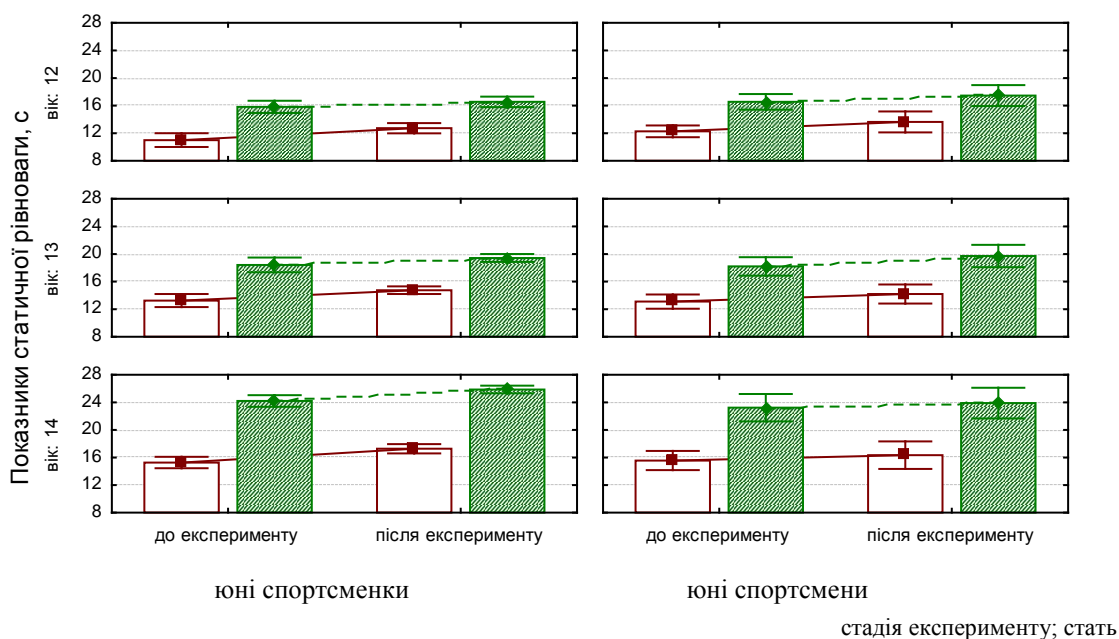 Показники статичної рівноваги, с
вік: 12
28
24
20
16
12
8
вік: 13
28
24
20
16
12
8
вік: 14
28
24
20
16
12
8
до експерименту після експерименту до експерименту після експерименту
юні спортсменки юні спортсмени
стадія експерименту; стать